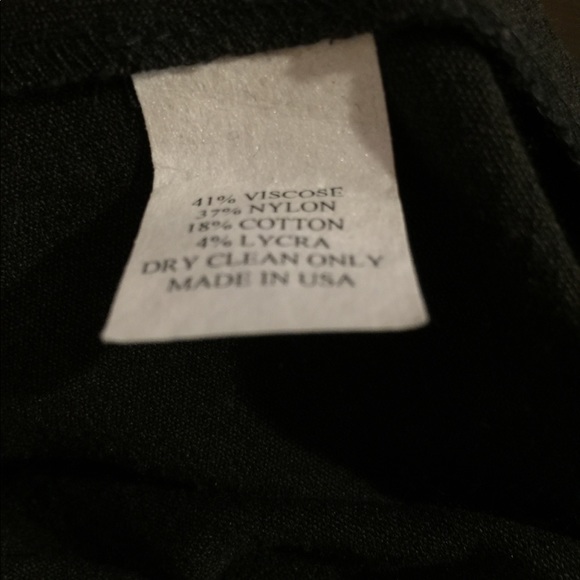 41% VISCOSE
37% NYLON
18% COTTON
4% LYCRA
DRY CLEAN ONLY
MADE IN USA